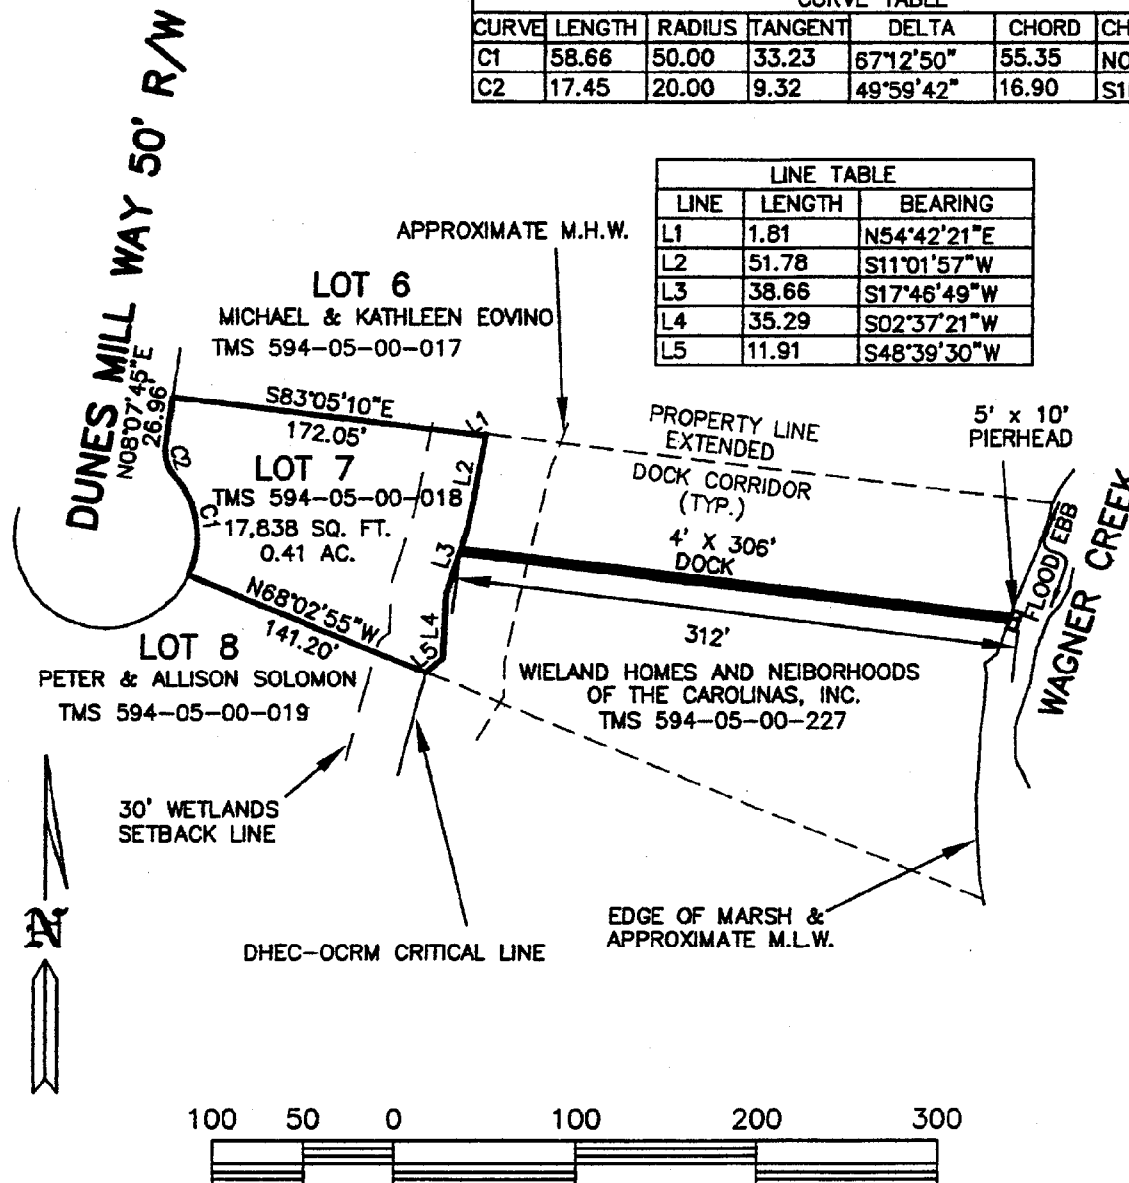 CURVE TABLE
CURVE LENGTH RADIUS TANGENT DELTA CHORD CH
C1 58.66 50.00 33.23 67°12'50" 55.35 NO
C2 17.45 20.00 9.32 49°59'42" 16.90 S1
LINE TABLE
LINE LENGTH BEARING
L1 1.81 N54°42'21"E
L2 51.78 S11°01'57"W
L3 38.66 S17°46'49"W
L4 35.29 S02°37'21"W
L5 11.91 S48°39'30"W
DUNES MILL WAY 50' R/W
N08°07'45"E
26.96'
APPROXIMATE M.H.W.
LOT 6
MICHAEL & KATHLEEN EOVINO
TMS 594-05-00-017
S83°05'10"E
172.05'
L1
C2
C1
L2
LOT 7
TMS 594-05-00-018
17,838 SQ. FT.
0.41 AC.
L3
L4
L5
N68°02'55"W
141.20'
PROPERTY LINE
EXTENDED
DOCK CORRIDOR
(TYP.)
4' X 306'
DOCK
312'
5' x 10'
PIERHEAD
FLOOD EBB
WAGNER CREEK
LOT 8
PETER & ALLISON SOLOMON
TMS 594-05-00-019
WIELAND HOMES AND NEIBORHOODS
OF THE CAROLINAS, INC.
TMS 594-05-00-227
30' WETLANDS
SETBACK LINE
DHEC-OCRM CRITICAL LINE
EDGE OF MARSH &
APPROXIMATE M.L.W.
100 50 0 100 200 300